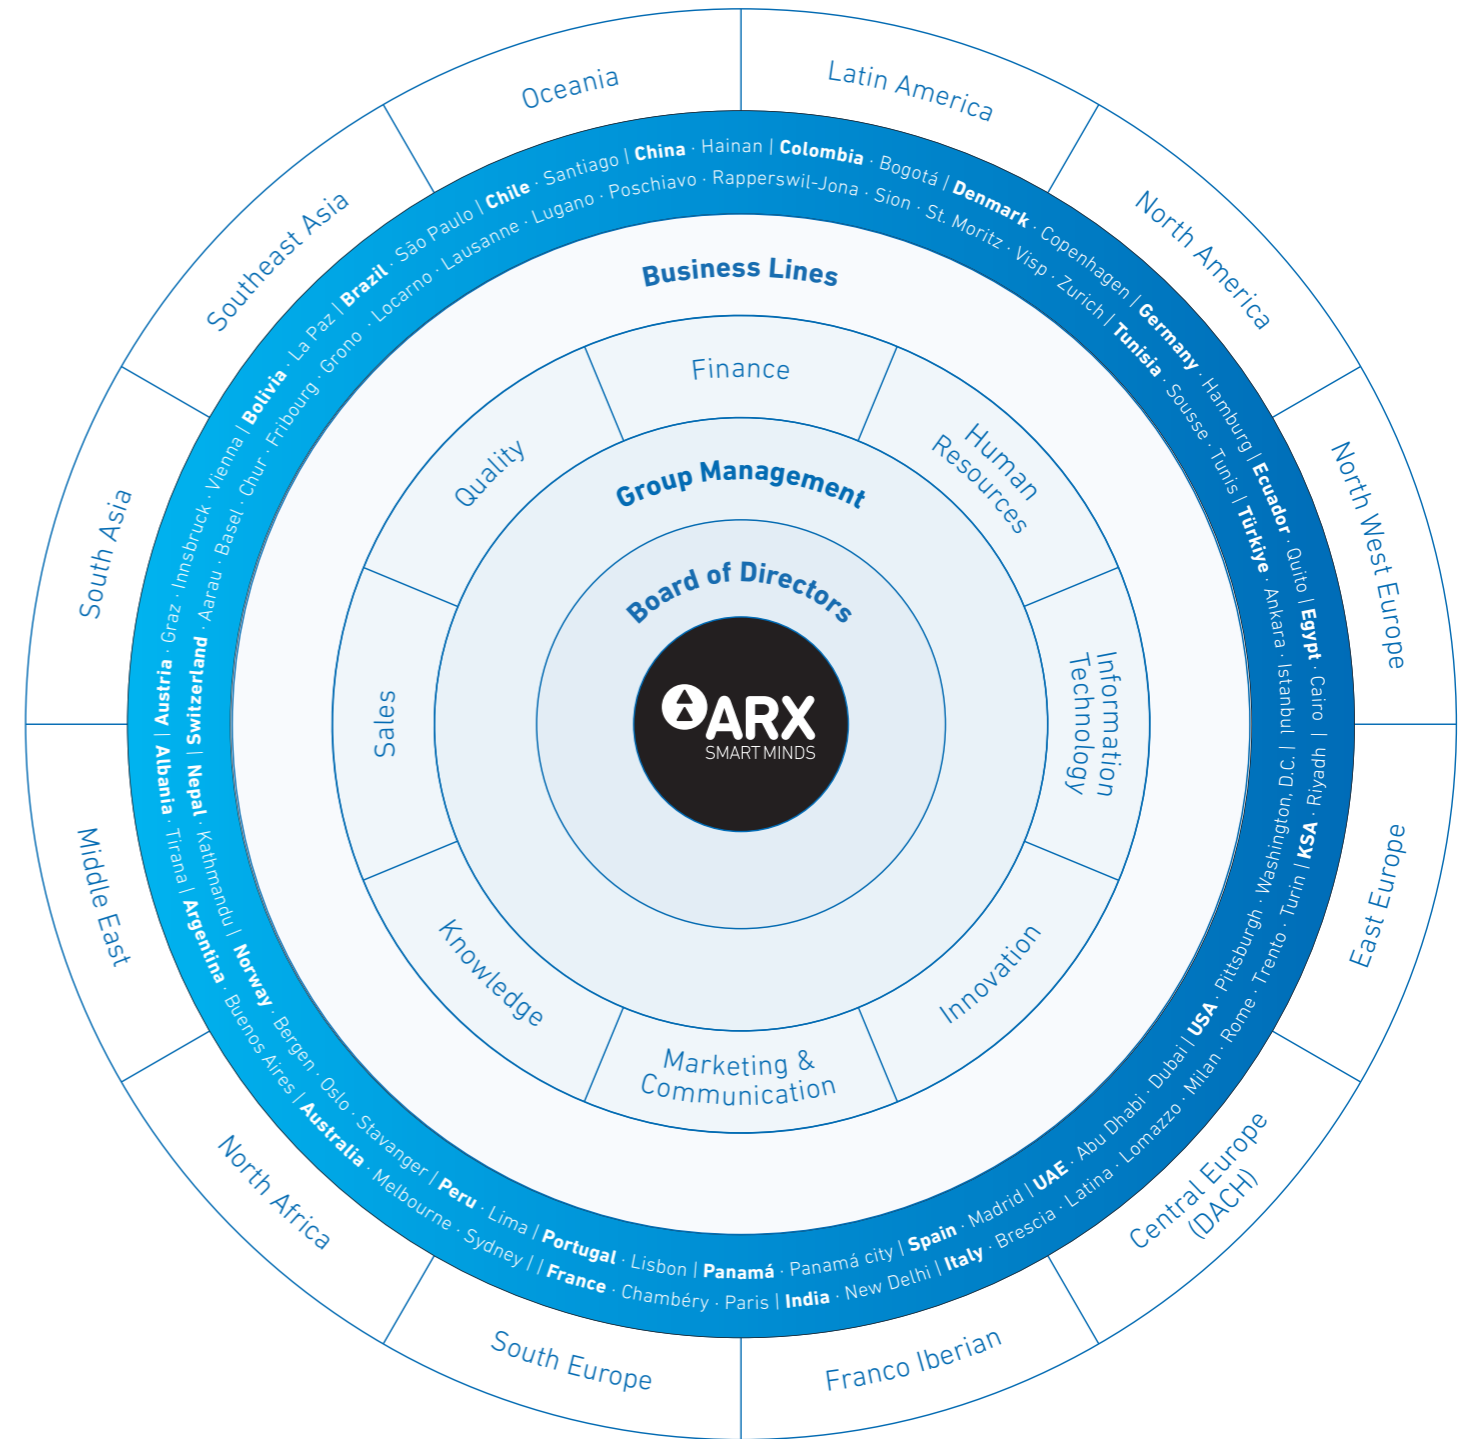 Oceania
Latin America
North America
North West Europe
East Europe
Central Europe
(DACH)
Franco Iberian
South Europe
North Africa
Middle East
South Asia
Southeast Asia
Albania · Tirana | Argentina · Buenos Aires | Australia · Melbourne · Sydney | | France · Chambéry · Paris | India · New Delhi | Italy · Brescia · Latina · Lomazzo · Milan · Rome · Trento · Turin | KSA · Riyadh |
Austria · Graz · Innsbruck · Vienna | Bolivia · La Paz | Brazil · São Paulo | Chile · Santiago | China · Hainan | Colombia · Bogotá | Denmark · Copenhagen | Germany · Hamburg | Ecuador · Quito | Egypt · Cairo
Nepal · Kathmandu | Norway · Bergen · Oslo · Stavanger | Peru · Lima | Portugal · Lisbon | Panamá · Panamá city | Spain · Madrid | UAE · Abu Dhabi · Dubai | USA · Pittsburgh · Washington, D.C. |
Switzerland · Aarau · Basel · Chur · Fribourg · Grono · Locarno · Lausanne · Lugano · Poschiavo · Rapperswil-Jona · Sion · St. Moritz · Visp · Zurich | Tunisia · Sousse · Tunis | Türkiye · Ankara · Istanbul
Business Lines
Finance
Human
Resources
Information
Technology
Innovation
Marketing &
Communication
Knowledge
Sales
Quality
Group Management
Board of Directors
ARX
SMART MINDS